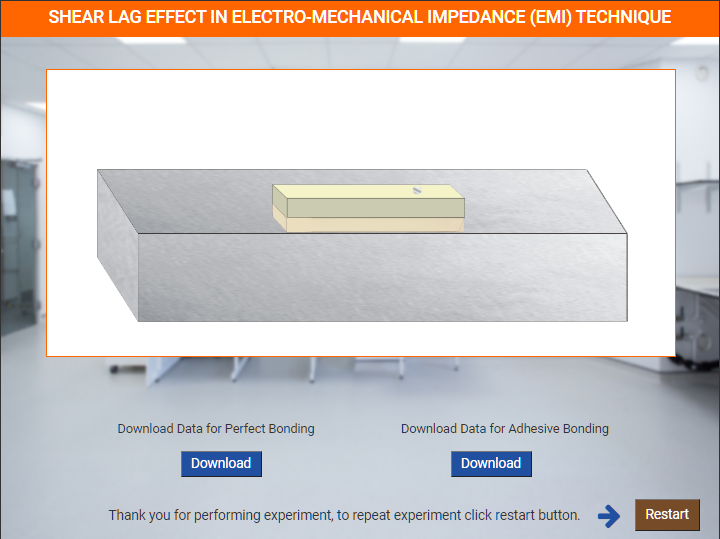 SHEAR LAG EFFECT IN ELECTRO-MECHANICAL IMPEDANCE (EMI) TECHNIQUE
Download Data for Perfect Bonding
Download Data for Adhesive Bonding
Download
Download
Thank you for performing experiment, to repeat experiment click restart button.
Restart